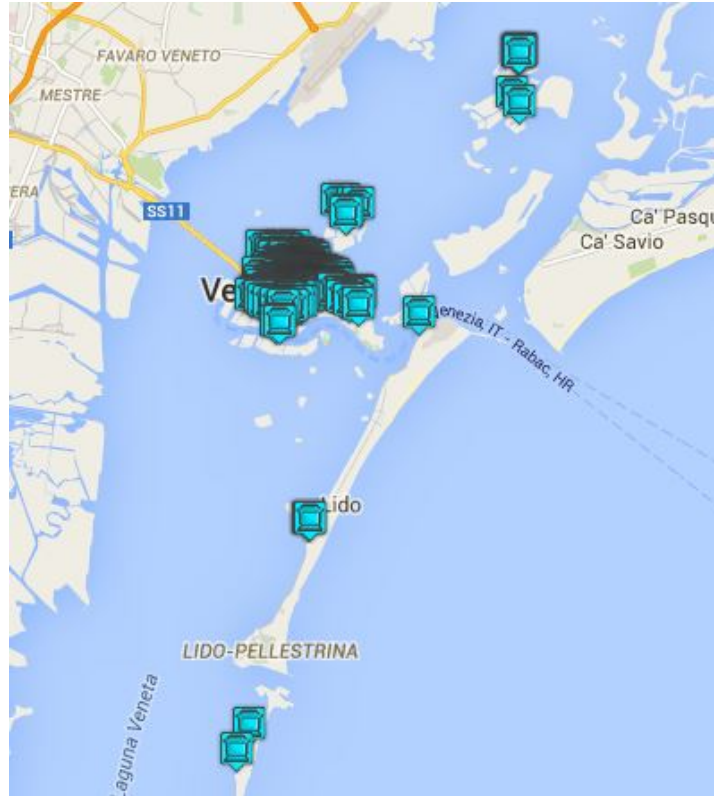 FAVARO VENETO
MESTRE
ERA
SS11
Ca' Pasqu
Ca' Savio
Ve
enezia, IT - Rabac, HR
Lido
LIDO-PELLESTRINA
Laguna Veneta